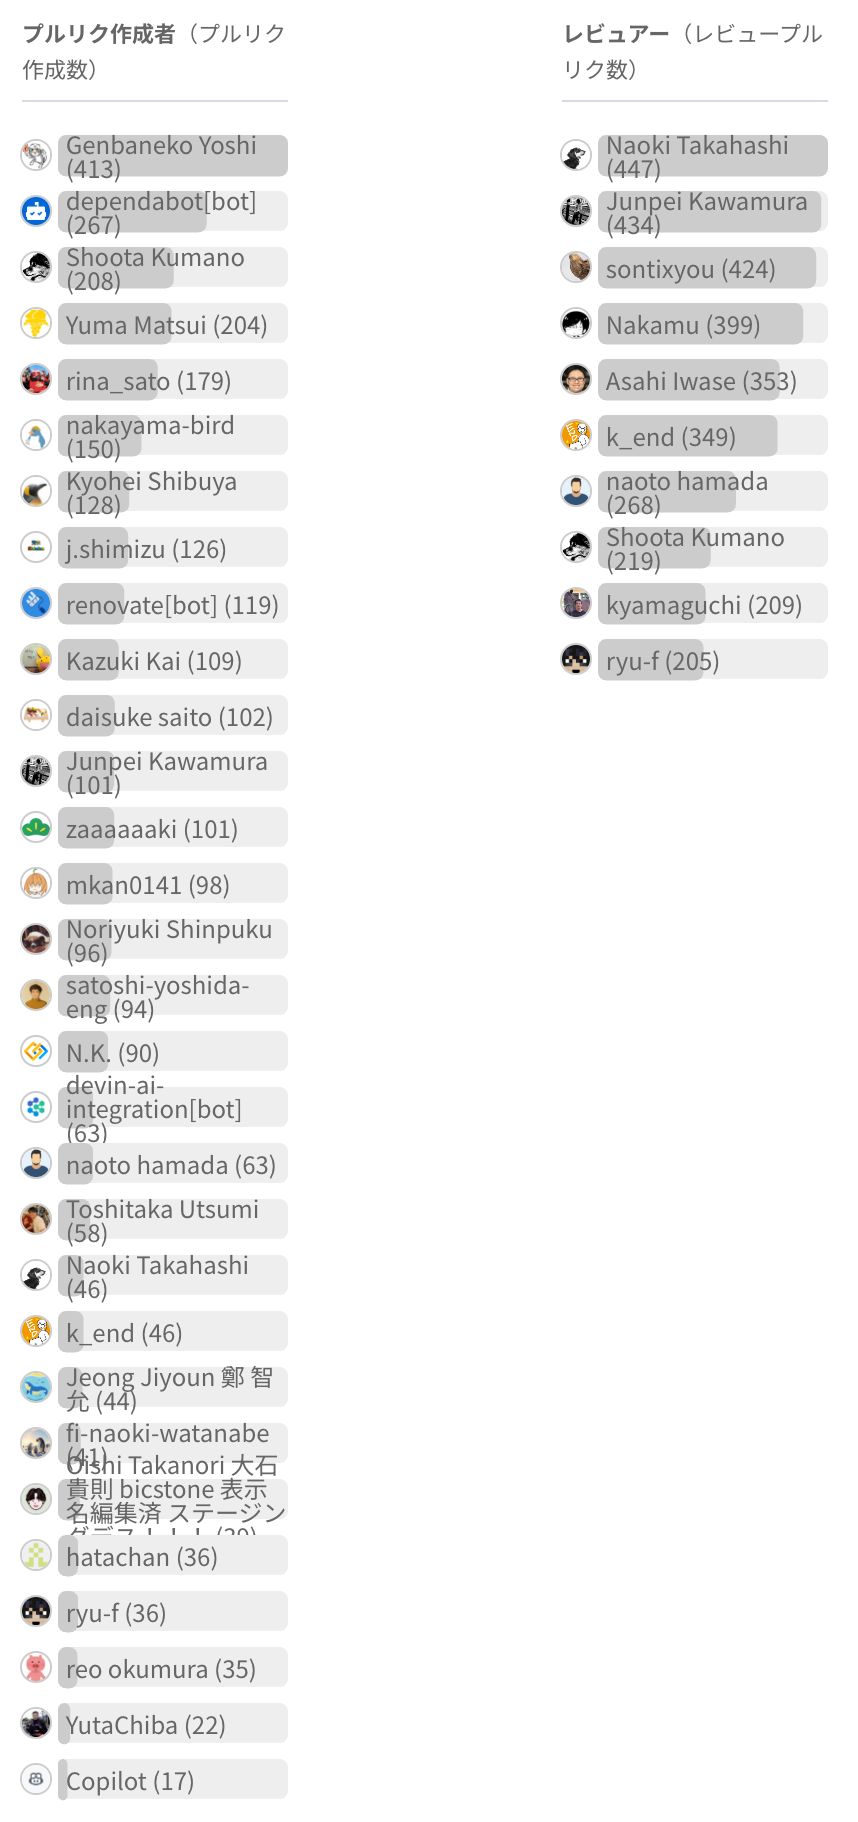 プルリク作成者（プルリク
作成数）
Genbaneko Yoshi
(413)
dependabot[bot]
(267)
Shoota Kumano
(208)
Yuma Matsui (204)
rina_sato (179)
nakayama-bird
(150)
Kyohei Shibuya
(128)
j.shimizu (126)
renovate[bot] (119)
Kazuki Kai (109)
daisuke saito (102)
Junpei Kawamura
(101)
zaaaaaaki (101)
mkan0141 (98)
Noriyuki Shinpuku
(96)
satoshi-yoshida-
eng (94)
N.K. (90)
devin-ai-
integration[bot]
(63)
naoto hamada (63)
Toshitaka Utsumi
(58)
Naoki Takahashi
(46)
k_end (46)
Jeong Jiyoun 鄭 智
允 (44)
fi-naoki-watanabe
(41)
Oishi Takanori 大石
貴則 bicstone 表示
名編集済 ステージン
グデス！！！ (39)
hatachan (36)
ryu-f (36)
reo okumura (35)
YutaChiba (22)
Copilot (17)
レビュアー（レビュープル
リク数）
Naoki Takahashi
(447)
Junpei Kawamura
(434)
sontixyou (424)
Nakamu (399)
Asahi Iwase (353)
k_end (349)
naoto hamada
(268)
Shoota Kumano
(219)
kyamaguchi (209)
ryu-f (205)